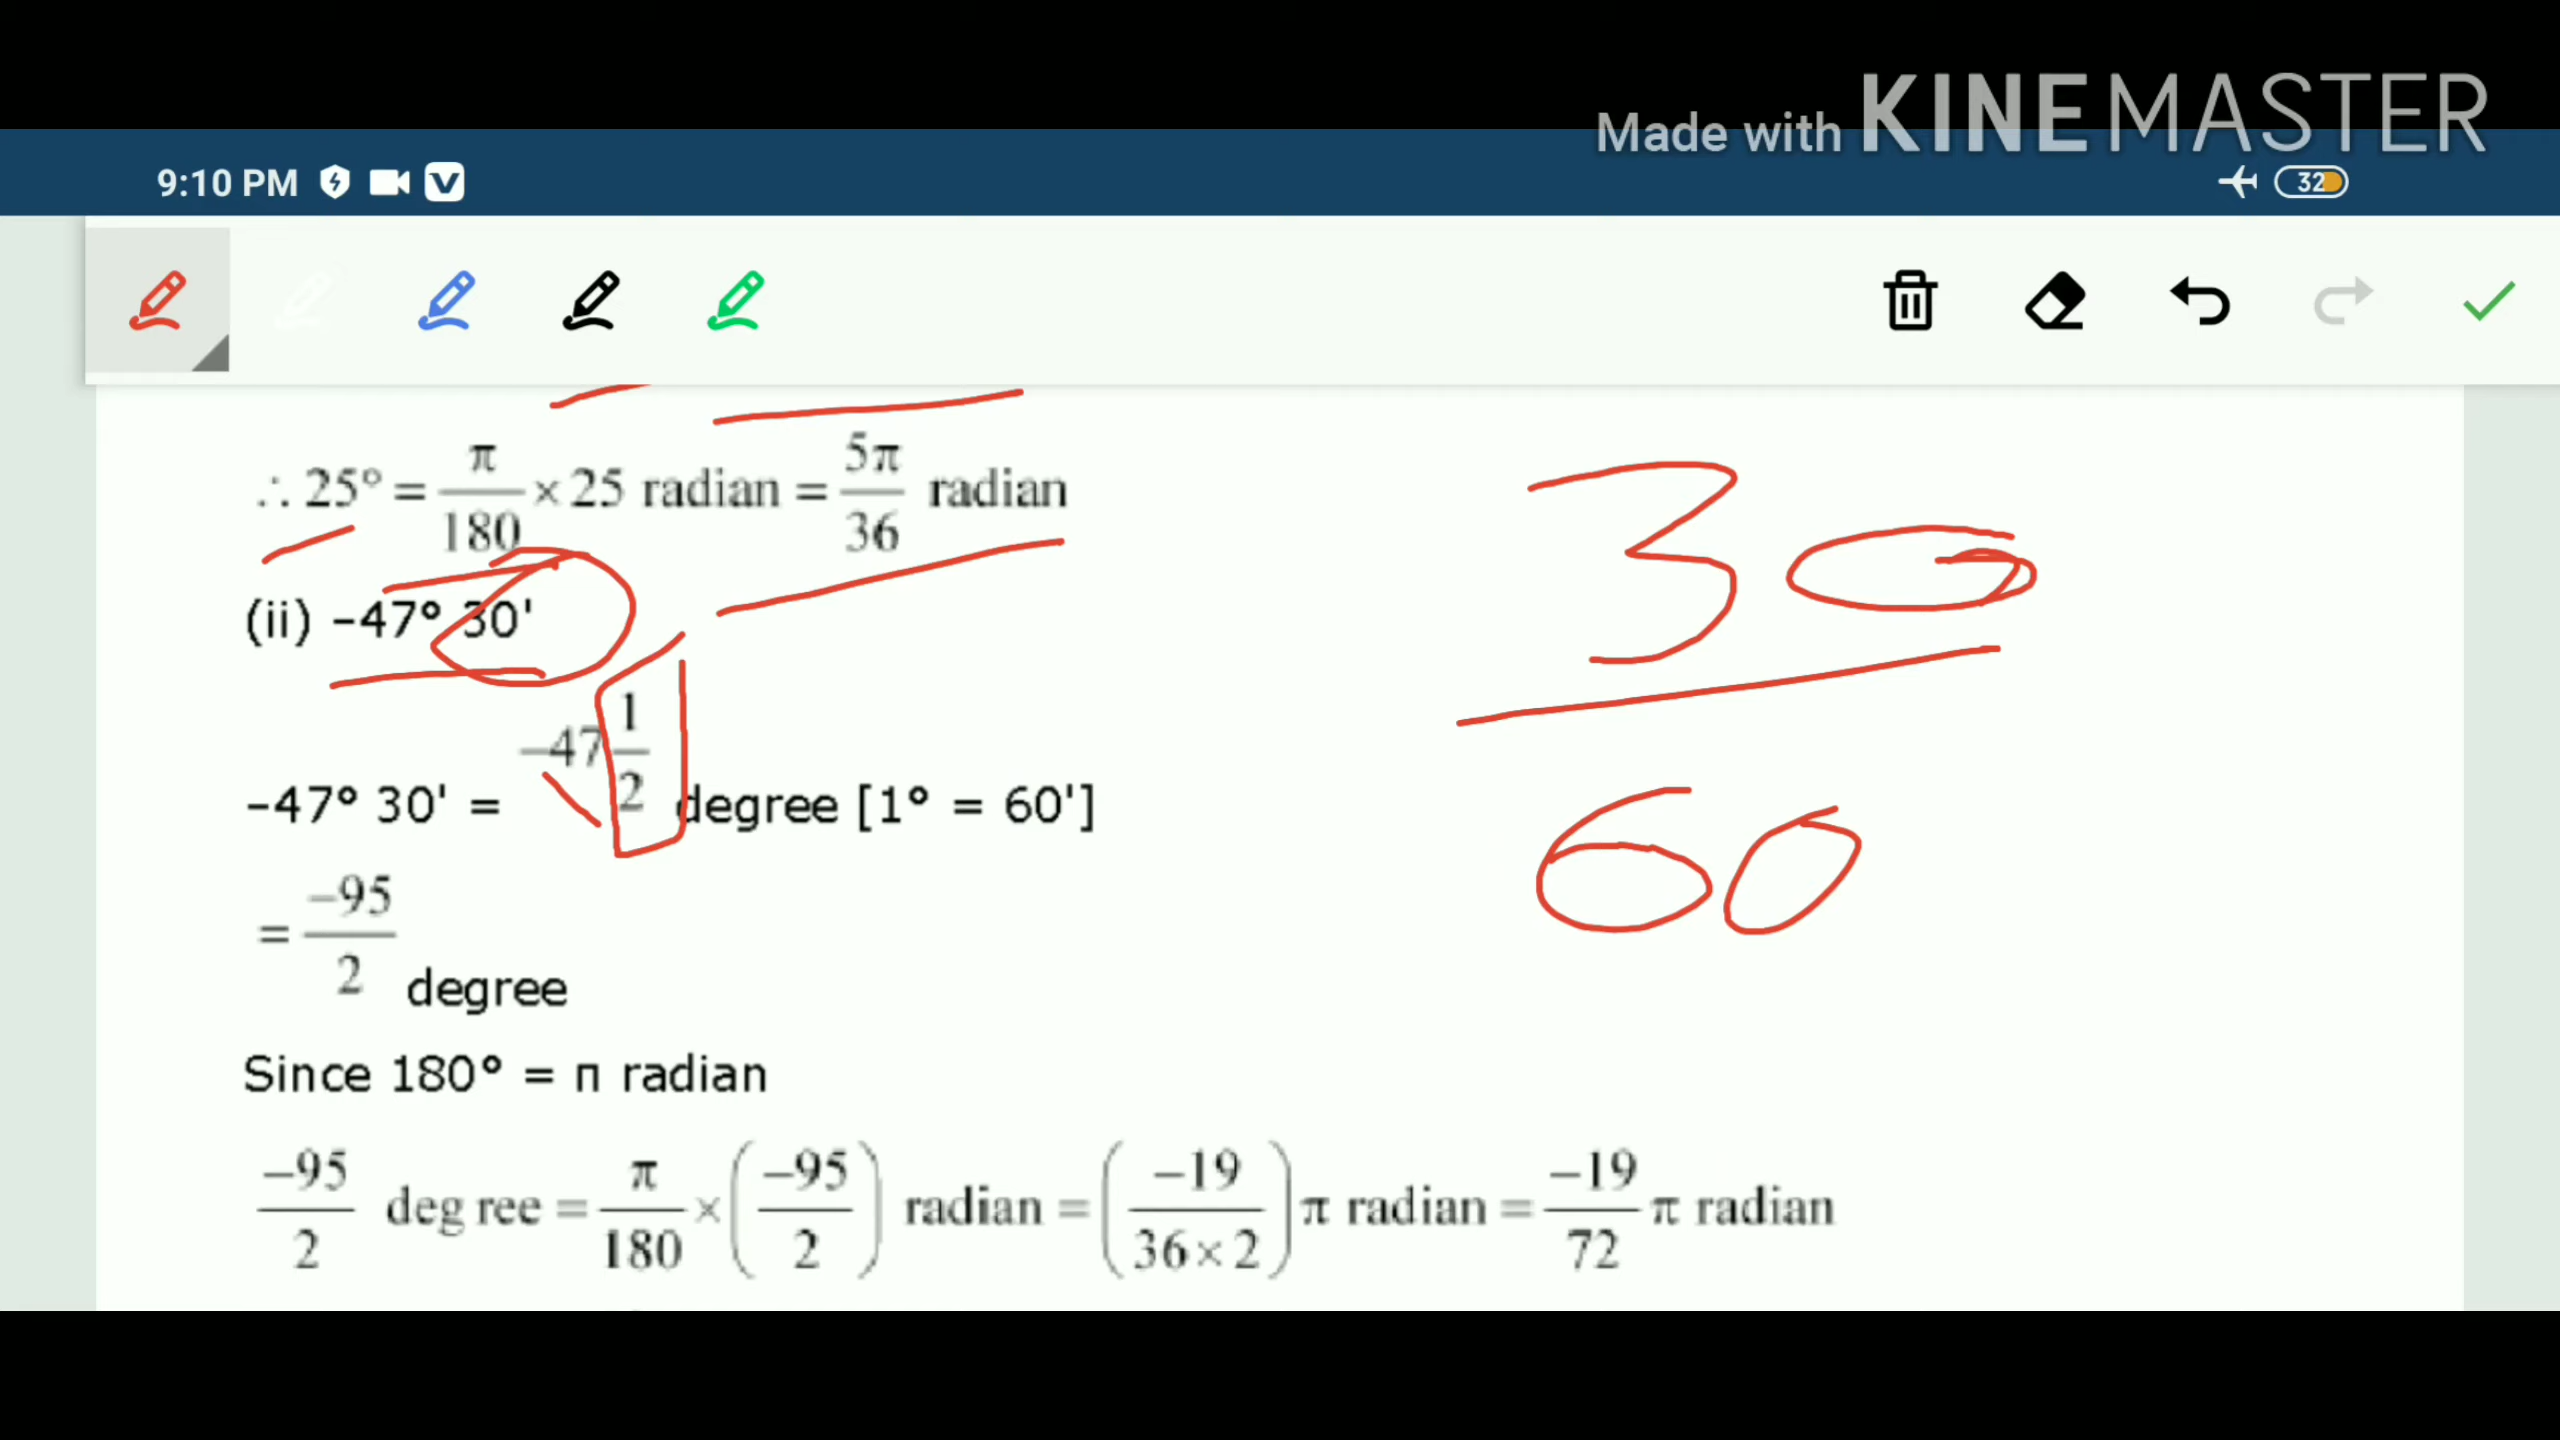 Made with KINEMASTER
9:10 PM
32
∴ 25° = π/180 × 25 radian = 5π/36 radian
(ii) -47° 30'
-47° 30' = -47 1/2 degree [1° = 60']
= -95/2 degree
Since 180° = π radian
-95/2 deg ree = π/180 × (-95/2) radian = (-19/36×2) π radian = -19/72 π radian
30
60